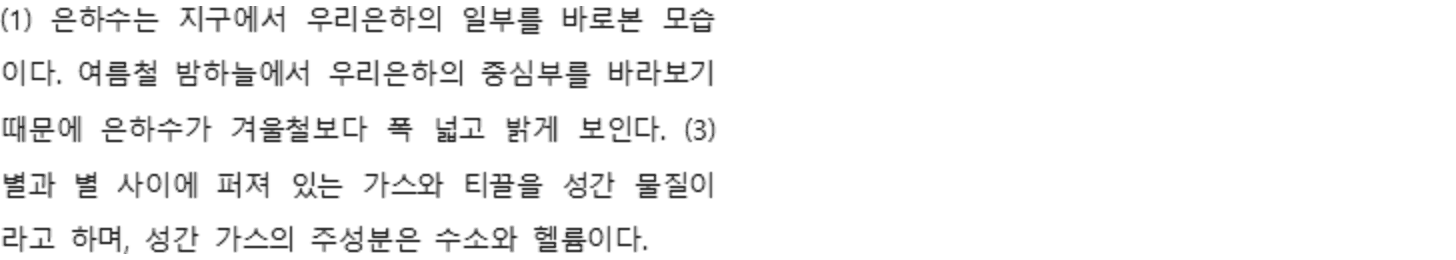 (1) 은하수는 지구에서 우리은하의 일부를 바로본 모습
이다. 여름철 밤하늘에서 우리은하의 중심부를 바라보기
때문에 은하수가 겨울철보다 폭 넓고 밝게 보인다. (3)
별과 별 사이에 퍼져 있는 가스와 티끌을 성간 물질이
라고 하며, 성간 가스의 주성분은 수소와 헬륨이다.